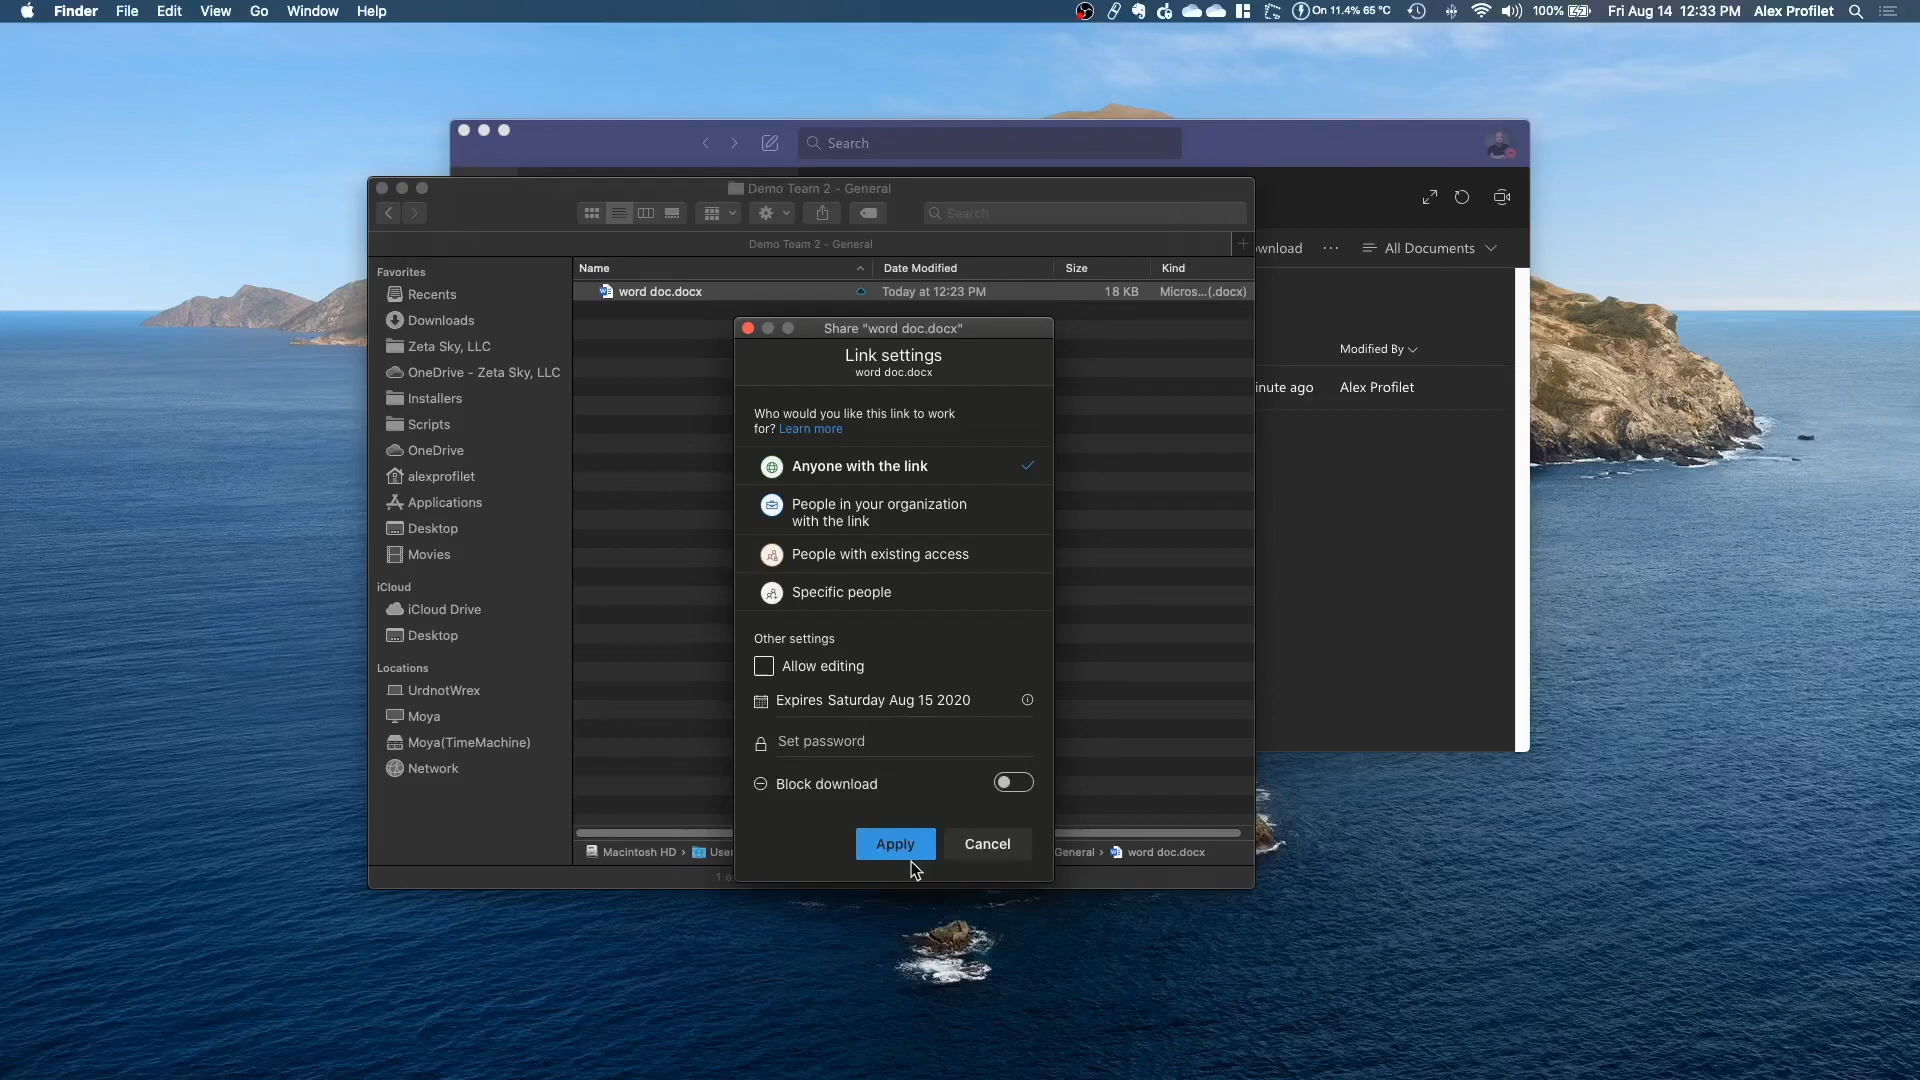 Finder File Edit View Go Window Help
On 11.4% 65 °C 100% Fri Aug 14 12:33 PM Alex Profilet
Search
Demo Team 2 - General
Search
Demo Team 2 - General
wnload ··· All Documents
Name Date Modified Size Kind
word doc.docx Today at 12:23 PM 18 KB Micros...(.docx)
Modified By
inute ago Alex Profilet
Favorites
Recents
Downloads
Zeta Sky, LLC
OneDrive - Zeta Sky, LLC
Installers
Scripts
OneDrive
alexprofilet
Applications
Desktop
Movies
iCloud
iCloud Drive
Desktop
Locations
UrdnotWrex
Moya
Moya(TimeMachine)
Network
Share "word doc.docx"
Link settings
word doc.docx
Who would you like this link to work
for? Learn more
Anyone with the link
People in your organization
with the link
People with existing access
Specific people
Other settings
Allow editing
Expires Saturday Aug 15 2020
Set password
Block download
Apply Cancel
Macintosh HD › User General › word doc.docx